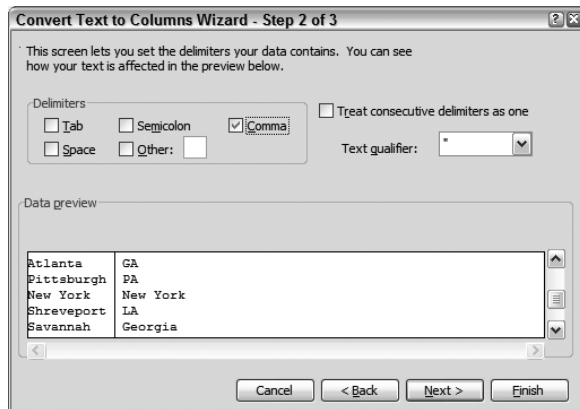 Convert Text to Columns Wizard - Step 2 of 3
This screen lets you set the delimiters your data contains. You can see
how your text is affected in the preview below.
Delimiters
Tab Semicolon Comma
Space Other:
Treat consecutive delimiters as one
Text qualifier: "
Data preview
Atlanta GA
Pittsburgh PA
New York New York
Shreveport LA
Savannah Georgia
Cancel < Back Next > Finish